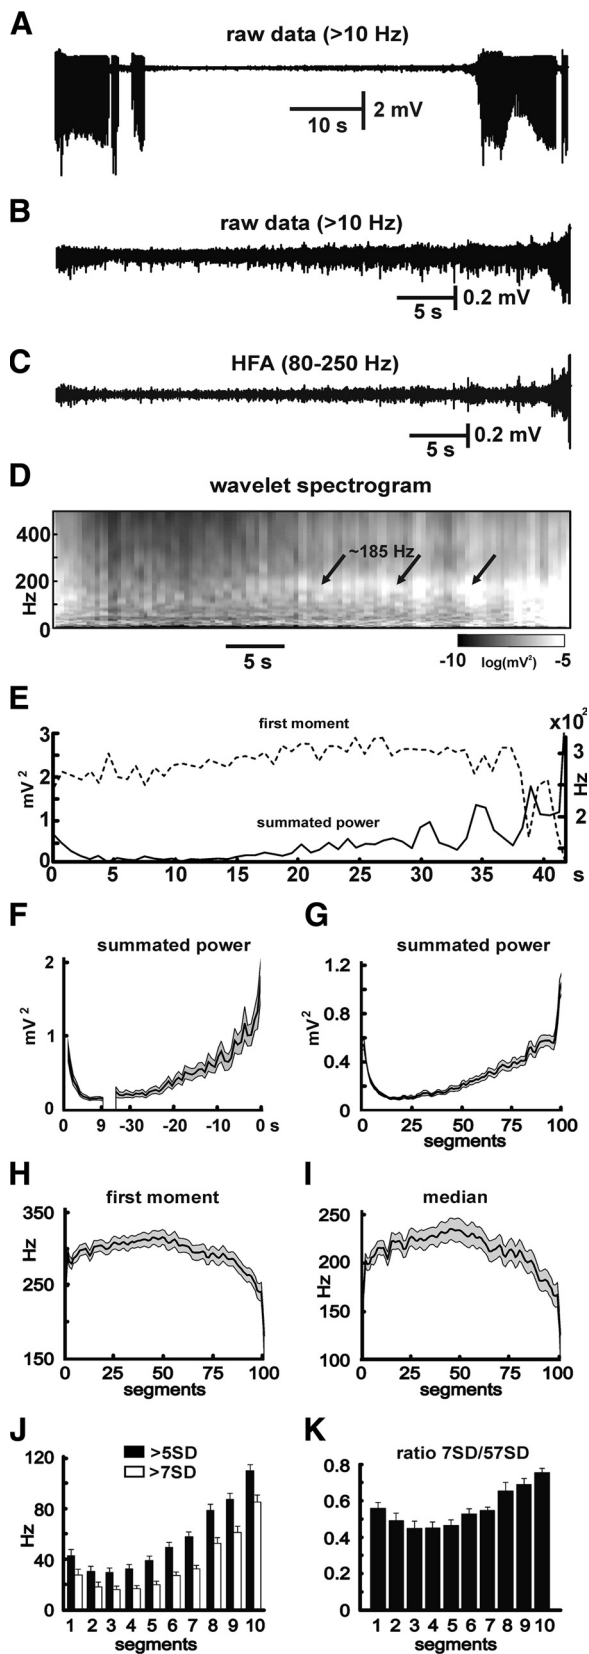 A
raw data (>10 Hz)
2 mV
10 s
B
raw data (>10 Hz)
0.2 mV
5 s
C
HFA (80-250 Hz)
0.2 mV
5 s
D
wavelet spectrogram
400
200
0
Hz
~185 Hz
5 s
-10 log(mV²) -5
E
first moment
summated power
3
2
1
0
mV²
x10²
3
2
Hz
0 5 10 15 20 25 30 35 40 s
F
summated power
2
1
0
mV²
0 9 -30 -20 -10 0 s
G
summated power
1.2
0.8
0.4
0
mV²
0 25 50 75 100
segments
H
first moment
350
250
150
Hz
0 25 50 75 100
segments
I
median
250
200
150
100
Hz
0 25 50 75 100
segments
J
>5SD
>7SD
120
80
40
0
Hz
1 2 3 4 5 6 7 8 9 10
segments
K
ratio 7SD/57SD
0.8
0.6
0.4
0.2
0
1 2 3 4 5 6 7 8 9 10
segments